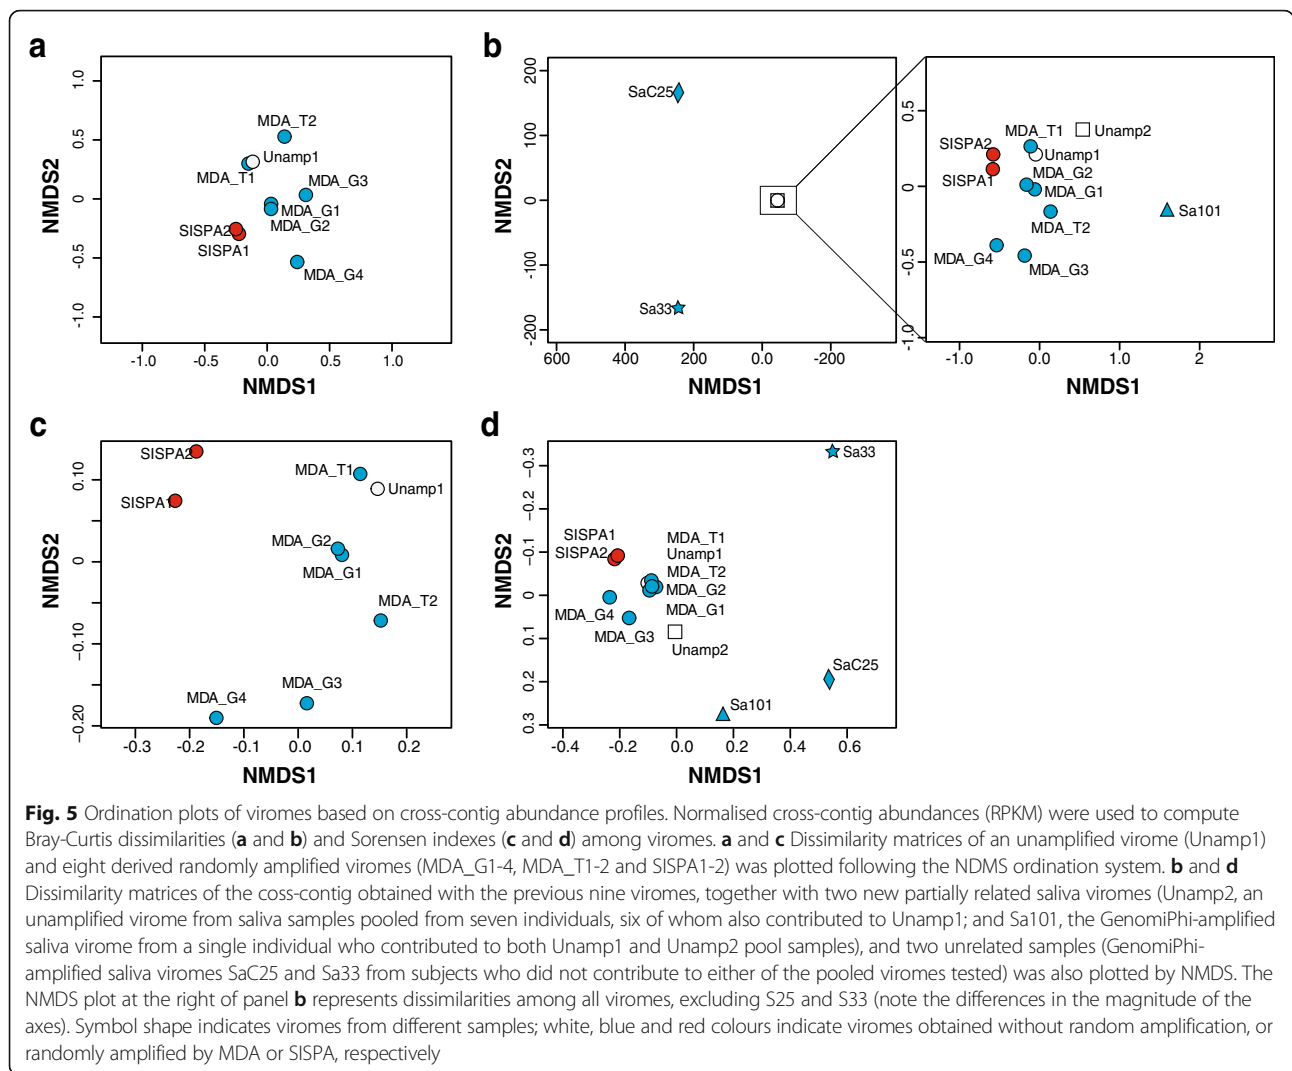 a
NMDS2
1.0
0.5
0
-0.5
-1.0
MDA_T2
Unamp1
MDA_T1
MDA_G3
MDA_G1
MDA_G2
SISPA2
SISPA1
MDA_G4
-1.0 -0.5 0.0 0.5 1.0
NMDS1
b
200
100
0
-100
-200
SaC25
Sa33
600 400 200 0.0 -200
NMDS1
0.5
0
-0.5
-1.0
MDA_T1
Unamp2
SISPA2
Unamp1
MDA_G2
SISPA1
MDA_G1
Sa101
MDA_T2
MDA_G4
MDA_G3
-1.0 0.0 1.0 2
NMDS1
c
NMDS2
0.10
0
-0.10
-0.20
SISPA2
MDA_T1
Unamp1
SISPA1
MDA_G2
MDA_G1
MDA_T2
MDA_G3
MDA_G4
-0.3 -0.2 -0.1 0.0 0.1 0.2
NMDS1
d
NMDS2
-0.3
-0.2
-0.1
0
0.1
0.2
0.3
Sa33
SISPA1
MDA_T1
SISPA2
Unamp1
MDA_T2
MDA_G2
MDA_G4
MDA_G1
MDA_G3
Unamp2
SaC25
Sa101
-0.4 -0.2 0.0 0.2 0.4 0.6
NMDS1
Fig. 5 Ordination plots of viromes based on cross-contig abundance profiles. Normalised cross-contig abundances (RPKM) were used to compute
Bray-Curtis dissimilarities (a and b) and Sorensen indexes (c and d) among viromes. a and c Dissimilarity matrices of an unamplified virome (Unamp1)
and eight derived randomly amplified viromes (MDA_G1-4, MDA_T1-2 and SISPA1-2) was plotted following the NDMS ordination system. b and d
Dissimilarity matrices of the coss-contig obtained with the previous nine viromes, together with two new partially related saliva viromes (Unamp2, an
unamplified virome from saliva samples pooled from seven individuals, six of whom also contributed to Unamp1; and Sa101, the GenomiPhi-amplified
saliva virome from a single individual who contributed to both Unamp1 and Unamp2 pool samples), and two unrelated samples (GenomiPhi-
amplified saliva viromes SaC25 and Sa33 from subjects who did not contribute to either of the pooled viromes tested) was also plotted by NMDS. The
NMDS plot at the right of panel b represents dissimilarities among all viromes, excluding S25 and S33 (note the differences in the magnitude of the
axes). Symbol shape indicates viromes from different samples; white, blue and red colours indicate viromes obtained without random amplification, or
randomly amplified by MDA or SISPA, respectively